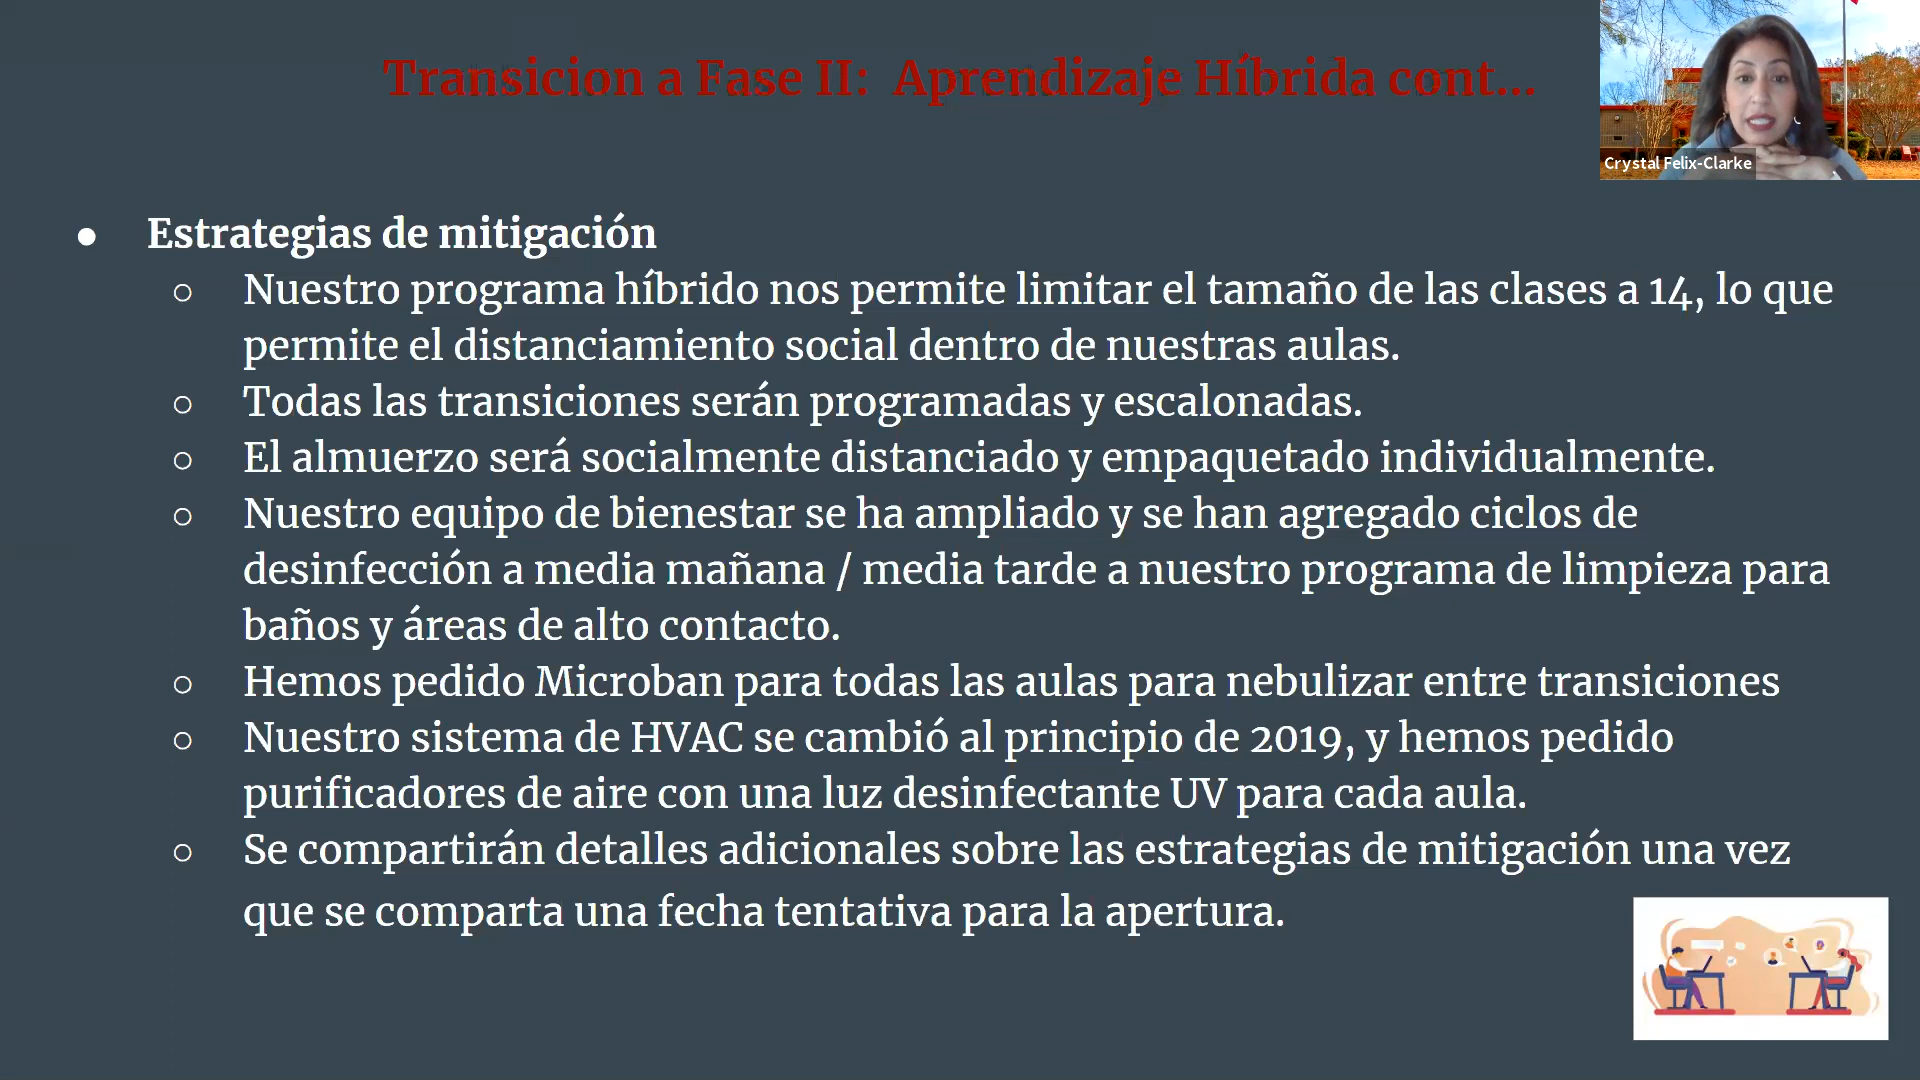 Transicion a Fase II:  Aprendizaje Híbrida cont...
Crystal Felix-Clarke
● Estrategias de mitigación
○ Nuestro programa híbrido nos permite limitar el tamaño de las clases a 14, lo que
permite el distanciamiento social dentro de nuestras aulas.
○ Todas las transiciones serán programadas y escalonadas.
○ El almuerzo será socialmente distanciado y empaquetado individualmente.
○ Nuestro equipo de bienestar se ha ampliado y se han agregado ciclos de
desinfección a media mañana / media tarde a nuestro programa de limpieza para
baños y áreas de alto contacto.
○ Hemos pedido Microban para todas las aulas para nebulizar entre transiciones
○ Nuestro sistema de HVAC se cambió al principio de 2019, y hemos pedido
purificadores de aire con una luz desinfectante UV para cada aula.
○ Se compartirán detalles adicionales sobre las estrategias de mitigación una vez
que se comparta una fecha tentativa para la apertura.